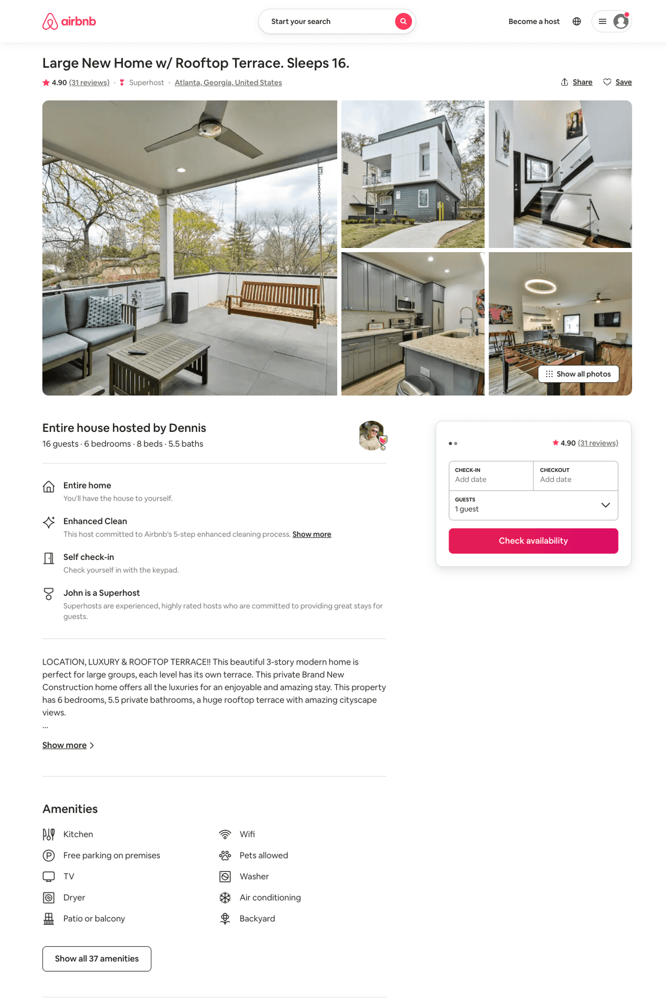 airbnb
Start your search
Become a host
Large New Home w/ Rooftop Terrace. Sleeps 16.
4.90 (31 reviews) · Superhost · Atlanta, Georgia, United States
Share
Save
Show all photos
Entire house hosted by Dennis
16 guests · 6 bedrooms · 8 beds · 5.5 baths
Entire home
You'll have the house to yourself.
Enhanced Clean
This host committed to Airbnb's 5-step enhanced cleaning process. Show more
Self check-in
Check yourself in with the keypad.
John is a Superhost
Superhosts are experienced, highly rated hosts who are committed to providing great stays for
guests.
4.90 (31 reviews)
CHECK-IN
Add date
CHECKOUT
Add date
GUESTS
1 guest
Check availability
LOCATION, LUXURY & ROOFTOP TERRACE!! This beautiful 3-story modern home is
perfect for large groups, each level has its own terrace. This private Brand New
Construction home offers all the luxuries for an enjoyable and amazing stay. This property
has 6 bedrooms, 5.5 private bathrooms, a huge rooftop terrace with amazing cityscape
views.
...
Show more
Amenities
Kitchen
Wifi
Free parking on premises
Pets allowed
TV
Washer
Dryer
Air conditioning
Patio or balcony
Backyard
Show all 37 amenities